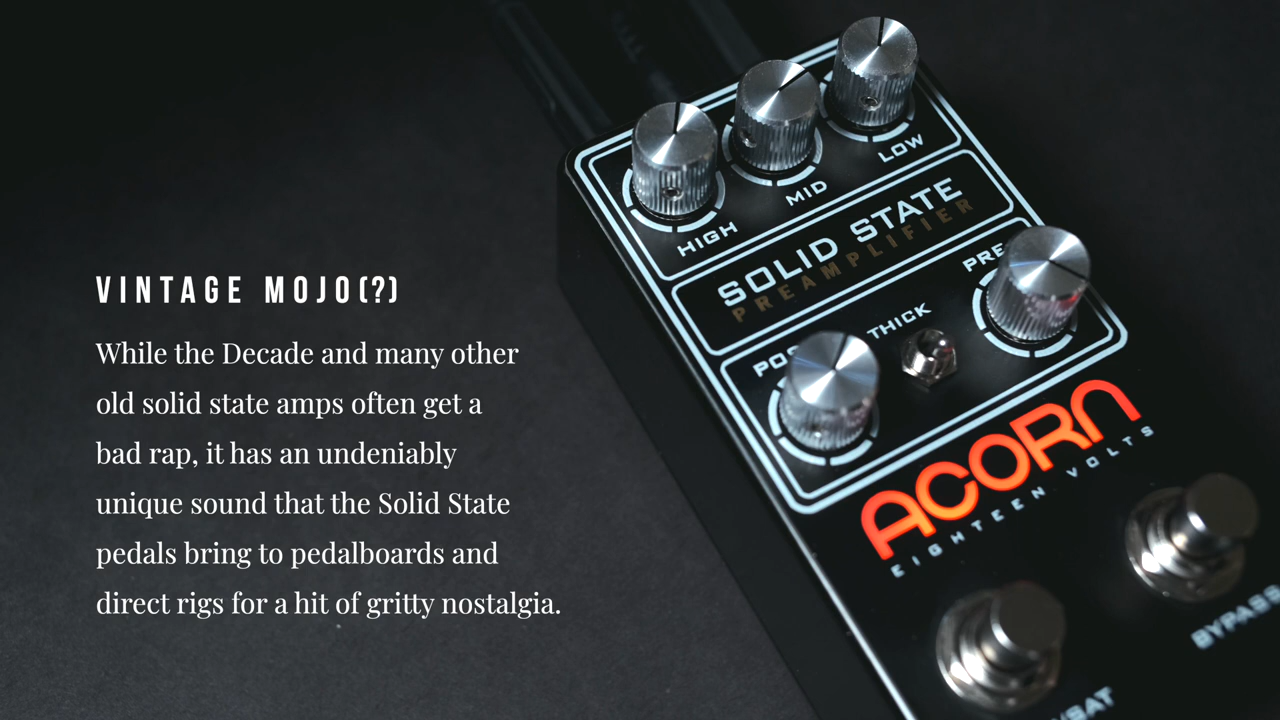 VINTAGE MOJO(?)
While the Decade and many other
old solid state amps often get a
bad rap, it has an undeniably
unique sound that the Solid State
pedals bring to pedalboards and
direct rigs for a hit of gritty nostalgia.
HIGH
MID
LOW
SOLID STATE
PREAMPLIFIER
THICK
PRE
ACORN
EIGHTEEN VOLTS
BYPASS